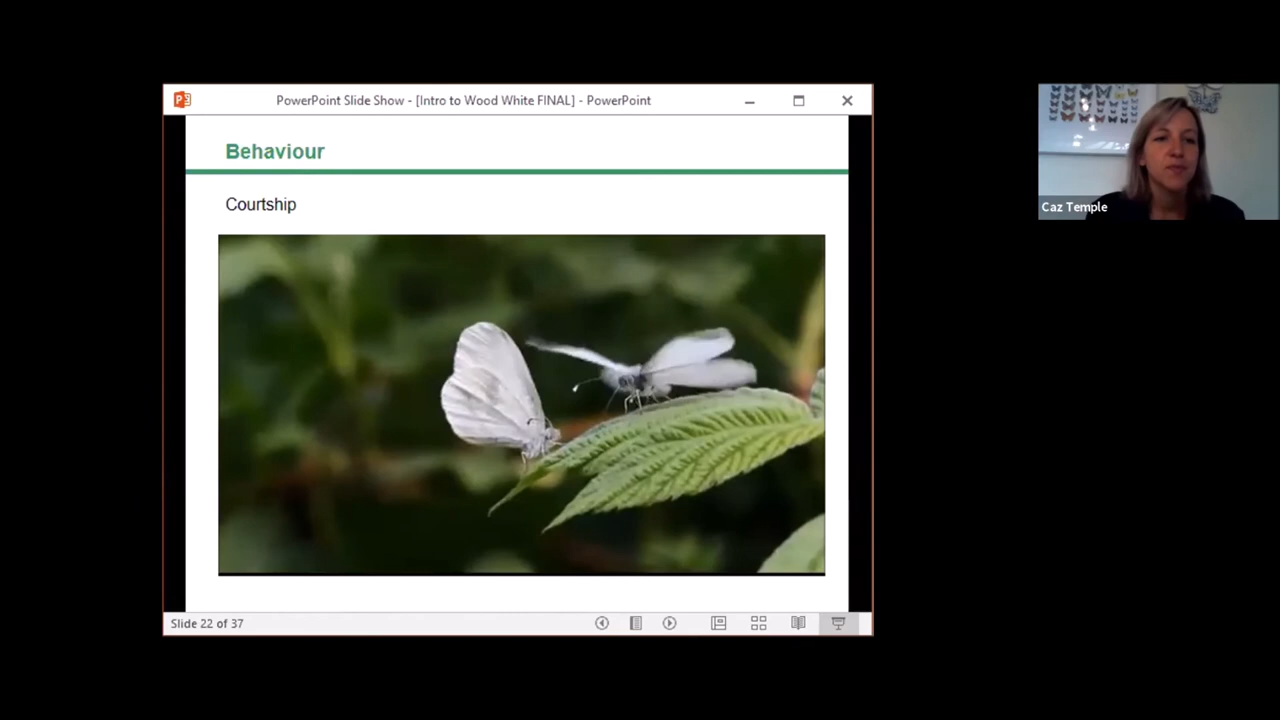 PowerPoint Slide Show - [Intro to Wood White FINAL] - PowerPoint
Behaviour
Courtship
Caz Temple
Slide 22 of 37